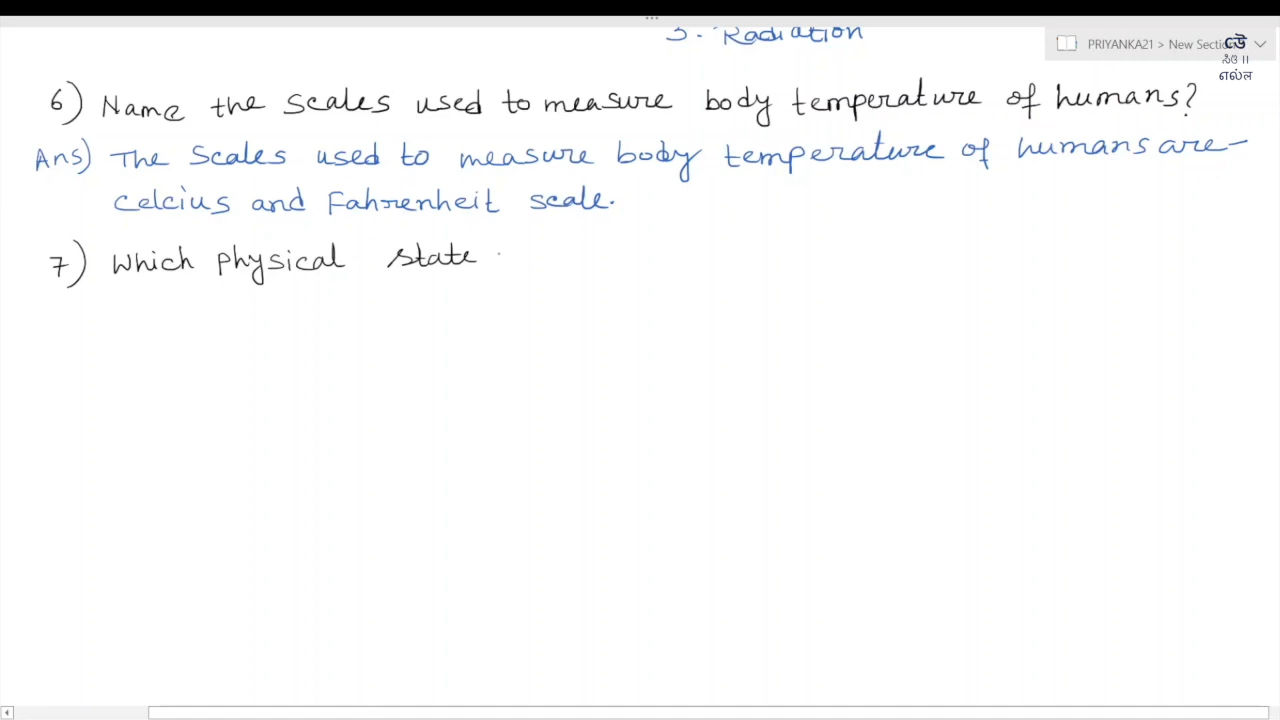 3. Radiation
PRIYANKA21 > New Section
6) Name the scales used to measure body temperature of humans?
Ans) The scales used to measure body temperature of humans are-
celcius and Fahrenheit scale.
7) Which physical state